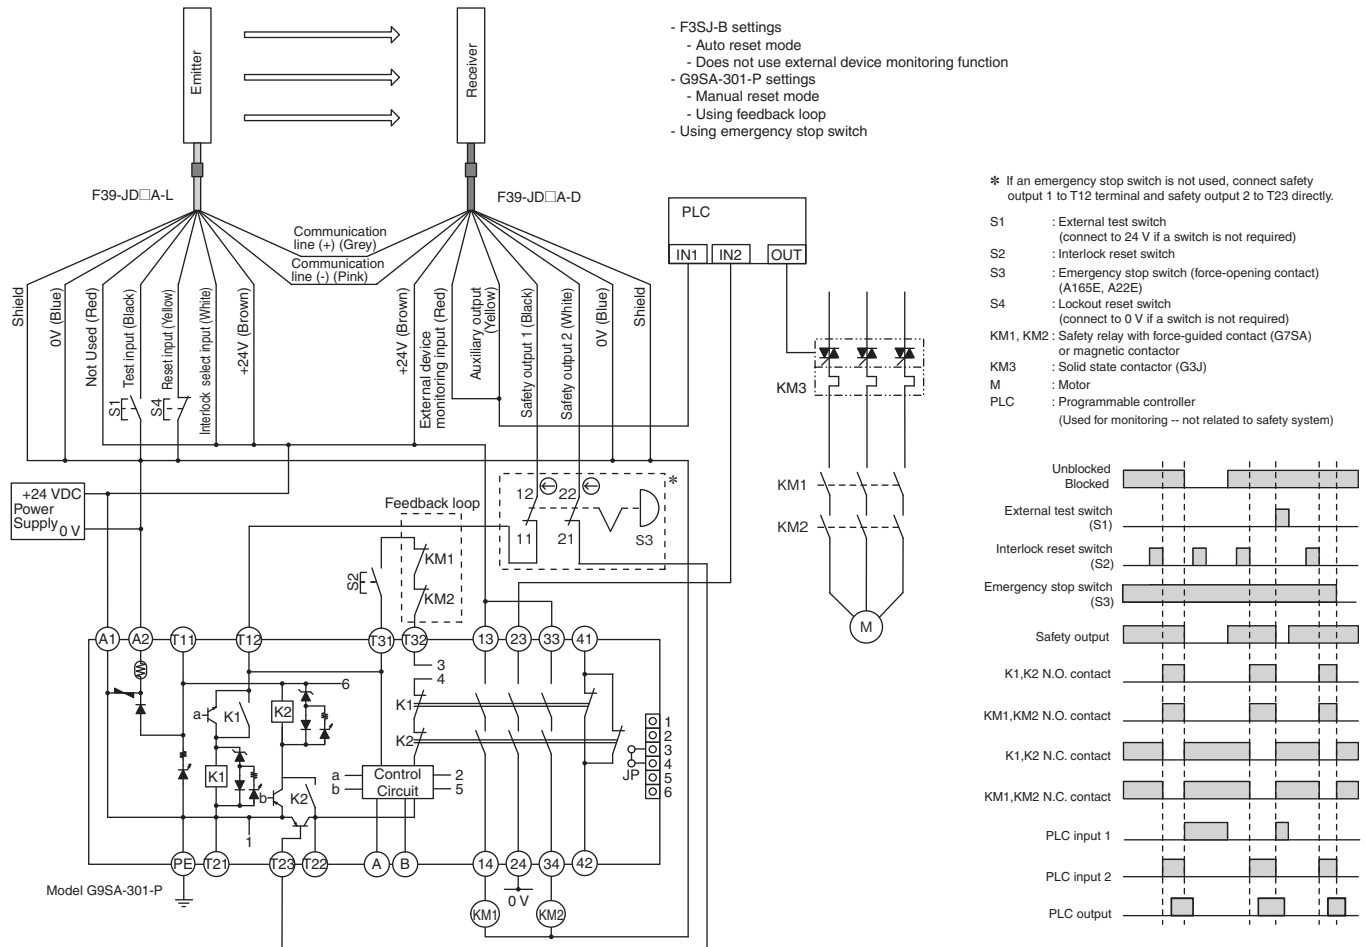 Emitter
Receiver
- F3SJ-B settings
- Auto reset mode
- Does not use external device monitoring function
- G9SA-301-P settings
- Manual reset mode
- Using feedback loop
- Using emergency stop switch
F39-JD□A-L
F39-JD□A-D
Communication
line (+) (Grey)
Communication
line (-) (Pink)
Shield
0V (Blue)
Not Used (Red)
Test input (Black)
Reset input (Yellow)
Interlock select input (White)
+24V (Brown)
+24V (Brown)
External device
monitoring input (Red)
Auxiliary output
(Yellow)
Safety output 1 (Black)
Safety output 2 (White)
0V (Blue)
Shield
S1
S4
PLC
IN1
IN2
OUT
KM3
KM1
KM2
M
* If an emergency stop switch is not used, connect safety
output 1 to T12 terminal and safety output 2 to T23 directly.
S1 : External test switch
(connect to 24 V if a switch is not required)
S2 : Interlock reset switch
S3 : Emergency stop switch (force-opening contact)
(A165E, A22E)
S4 : Lockout reset switch
(connect to 0 V if a switch is not required)
KM1, KM2 : Safety relay with force-guided contact (G7SA)
or magnetic contactor
KM3 : Solid state contactor (G3J)
M : Motor
PLC : Programmable controller
(Used for monitoring -- not related to safety system)
+24 VDC
Power
Supply
0 V
Feedback loop
KM1
KM2
S2
*
12
22
11
21
S3
A1
A2
T11
T12
T31
T32
13
23
33
41
3
4
6
a
K1
K2
K1
K2
K1
b
K2
a
b
Control
Circuit
2
5
1
JP
1
2
3
4
5
6
PE
T21
T23
T22
A
B
14
24
34
42
Model G9SA-301-P
0 V
KM1
KM2
Unblocked
Blocked
External test switch
(S1)
Interlock reset switch
(S2)
Emergency stop switch
(S3)
Safety output
K1,K2 N.O. contact
KM1,KM2 N.O. contact
K1,K2 N.C. contact
KM1,KM2 N.C. contact
PLC input 1
PLC input 2
PLC output